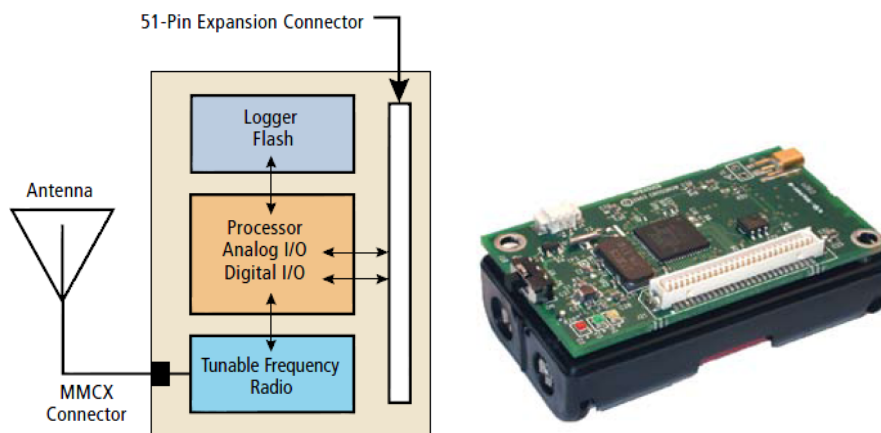 51-Pin Expansion Connector
Logger
Flash
Antenna
Processor
Analog I/O
Digital I/O
Tunable Frequency
Radio
MMCX
Connector